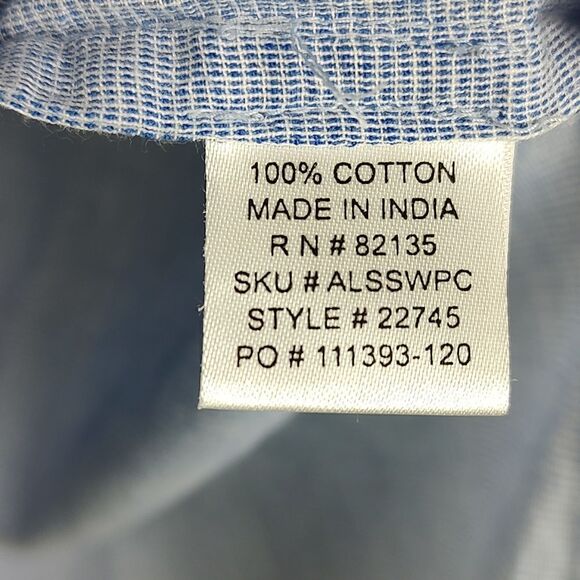 100% COTTON
MADE IN INDIA
R N # 82135
SKU # ALSSWPC
STYLE # 22745
PO # 111393-120